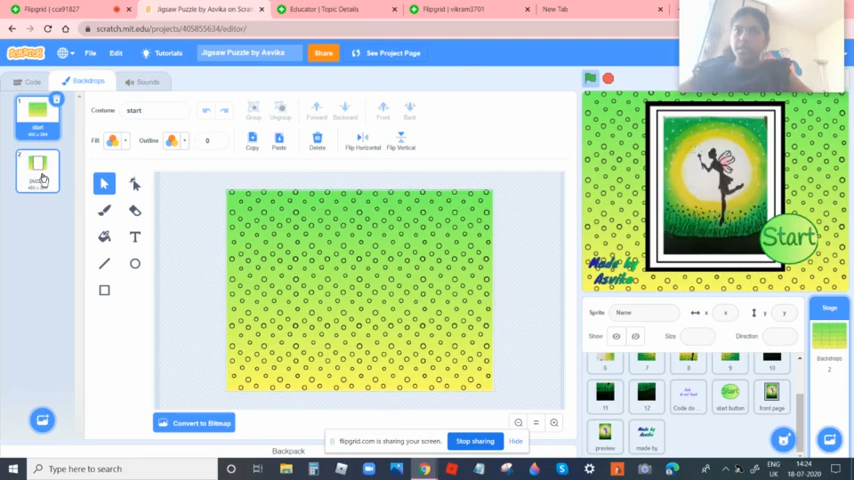 Flipgrid | cca91827
Jigsaw Puzzle by Asvika on Scra
Educator | Topic Details
Flipgrid | vikram3701
New Tab
scratch.mit.edu/projects/405855634/editor/
SCRATCH
File
Edit
Tutorials
Jigsaw Puzzle by Asvika
Share
See Project Page
Code
Backdrops
Sounds
1
start
2
Costume
start
Group
Ungroup
Forward
Backward
Front
Back
Fill
Outline
0
Copy
Paste
Delete
Flip Horizontal
Flip Vertical
T
Convert to Bitmap
Backpack
Start
Made by
Asvika
Sprite
Name
x
x
y
y
Show
Size
Direction
Stage
Backdrops
2
6
7
8
9
10
11
12
Code do...
start button
front page
preview
made by
flipgrid.com is sharing your screen.
Stop sharing
Hide
Type here to search
ENG
UK
14:24
18-07-2020